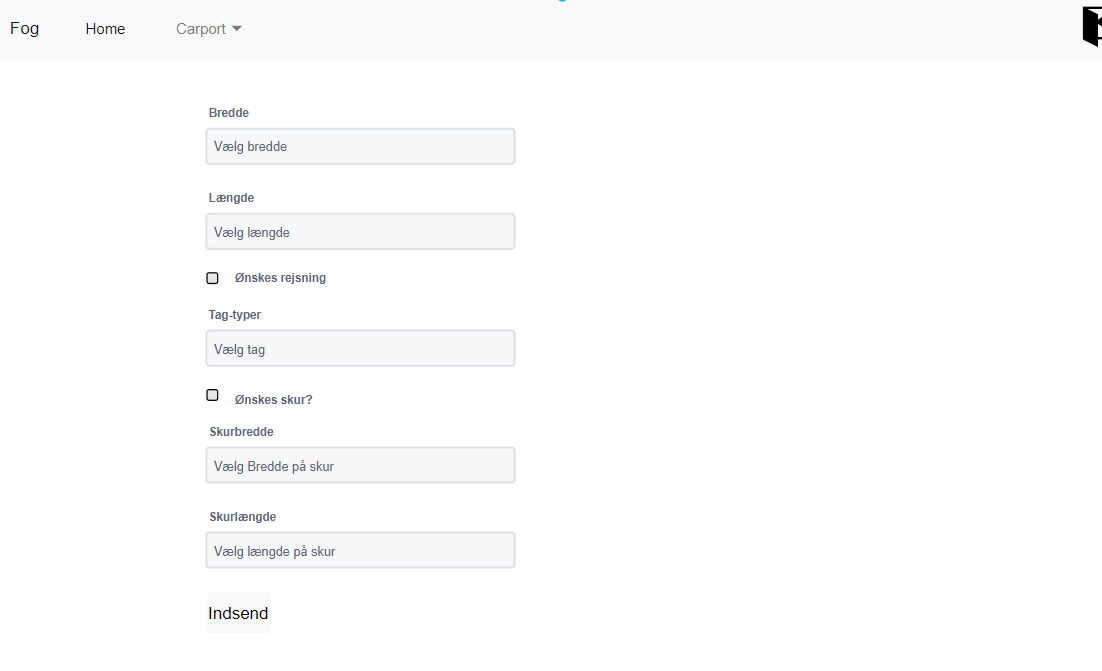 Fog Home Carport
Bredde
Vælg bredde
Længde
Vælg længde
Ønskes rejsning
Tag-typer
Vælg tag
Ønskes skur?
Skurbredde
Vælg Bredde på skur
Skurlængde
Vælg længde på skur
Indsend